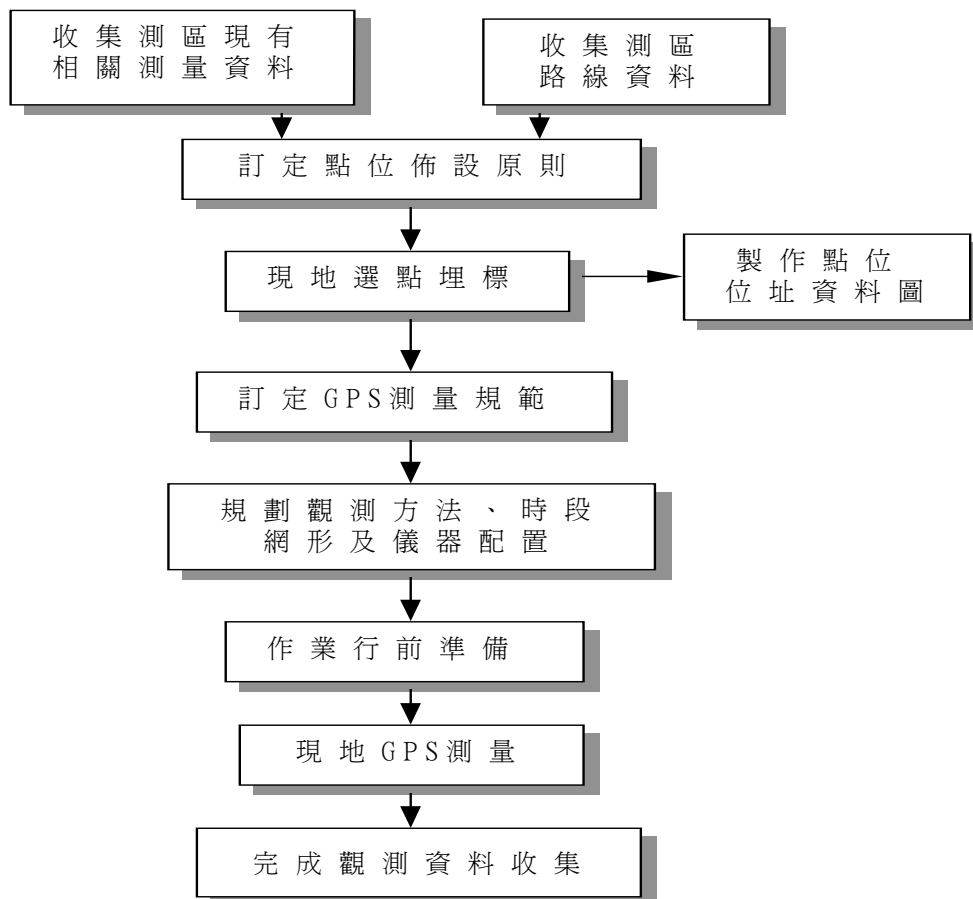 收集測區現有
相關測量資料
收集測區
路線資料
訂定點位佈設原則
現地選點埋標
製作點位
位址資料圖
訂定GPS測量規範
規劃觀測方法、時段
網形及儀器配置
作業行前準備
現地GPS測量
完成觀測資料收集